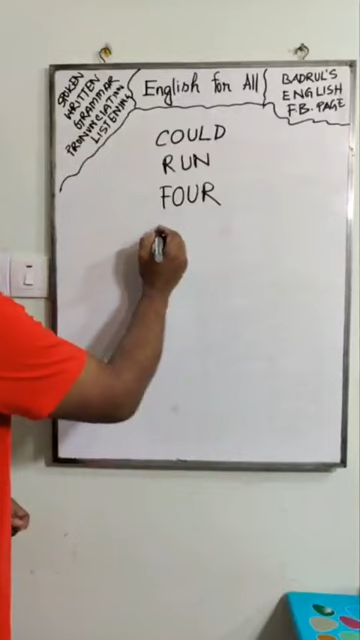 SPOKEN
WRITTEN
GRAMMAR
PRONUNCIATION
LISTENING
English for All
BADRUL'S
ENGLISH
F.B. PAGE
COULD
RUN
FOUR